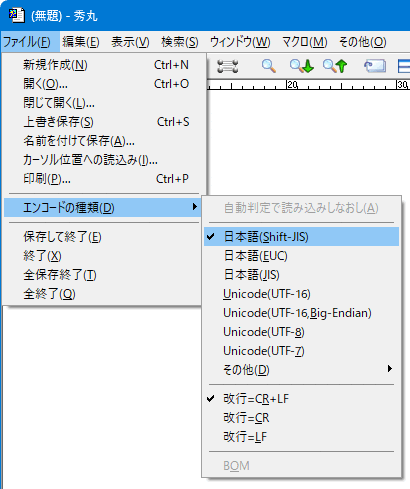 (無題) - 秀丸
ファイル(F) 編集(E) 表示(V) 検索(S) ウィンドウ(W) マクロ(M) その他(O)
新規作成(N) Ctrl+N
開く(O)... Ctrl+O
閉じて開く(L)...
上書き保存(S) Ctrl+S
名前を付けて保存(A)...
カーソル位置への読込み(I)...
印刷(P)... Ctrl+P
エンコードの種類(D)
保存して終了(E)
終了(X)
全保存終了(T)
全終了(Q)
20 30
自動判定で読み込みしなおし(A)
日本語(Shift-JIS)
日本語(EUC)
日本語(JIS)
Unicode(UTF-16)
Unicode(UTF-16,Big-Endian)
Unicode(UTF-8)
Unicode(UTF-7)
その他(D)
改行=CR+LF
改行=CR
改行=LF
BOM